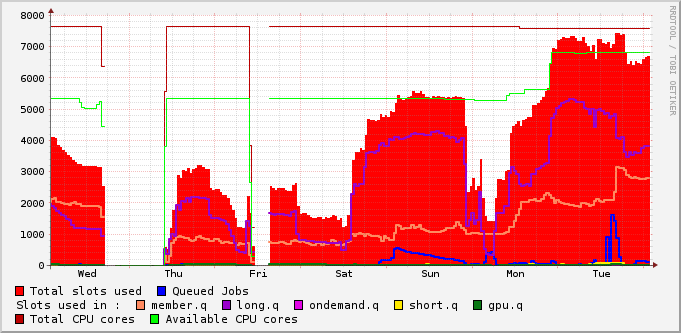 8000
7000
6000
5000
4000
3000
2000
1000
0
Wed Thu Fri Sat Sun Mon Tue
RRDTOOL / TOBI OETIKER
Total slots used Queued Jobs
Slots used in : member.q long.q ondemand.q short.q gpu.q
Total CPU cores Available CPU cores